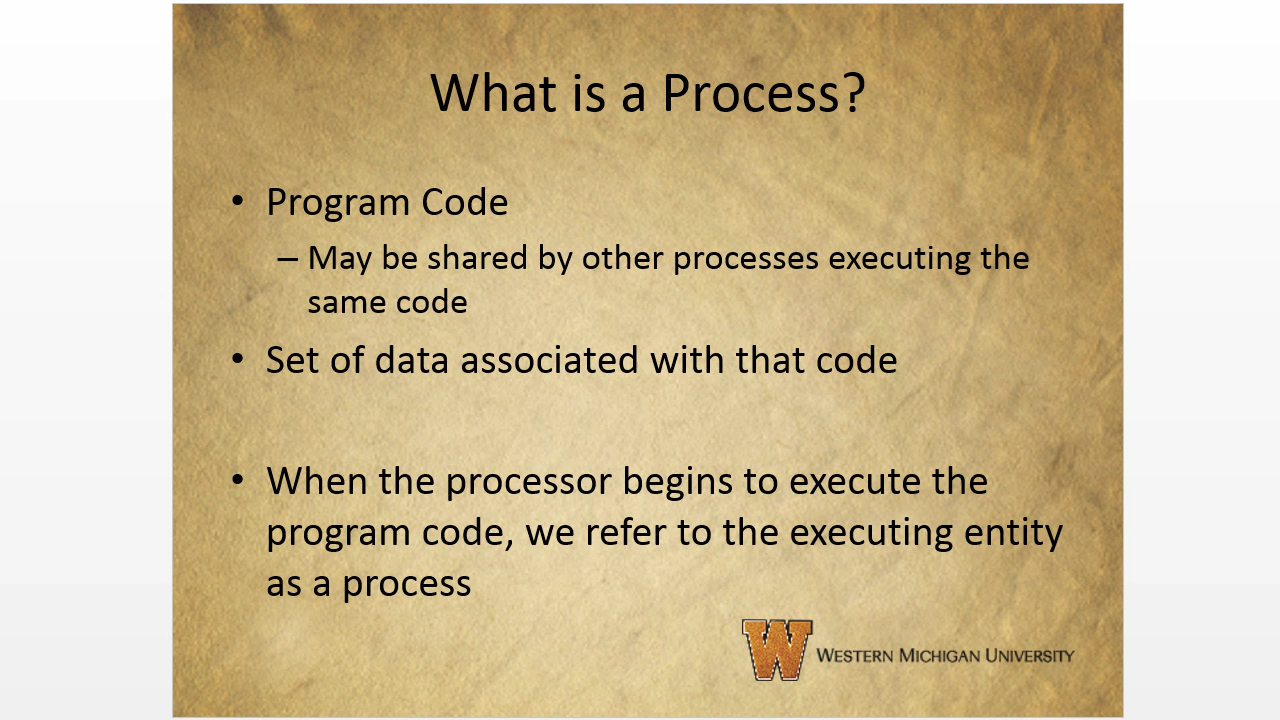 What is a Process?
• Program Code
– May be shared by other processes executing the
same code
• Set of data associated with that code
• When the processor begins to execute the
program code, we refer to the executing entity
as a process
W WESTERN MICHIGAN UNIVERSITY